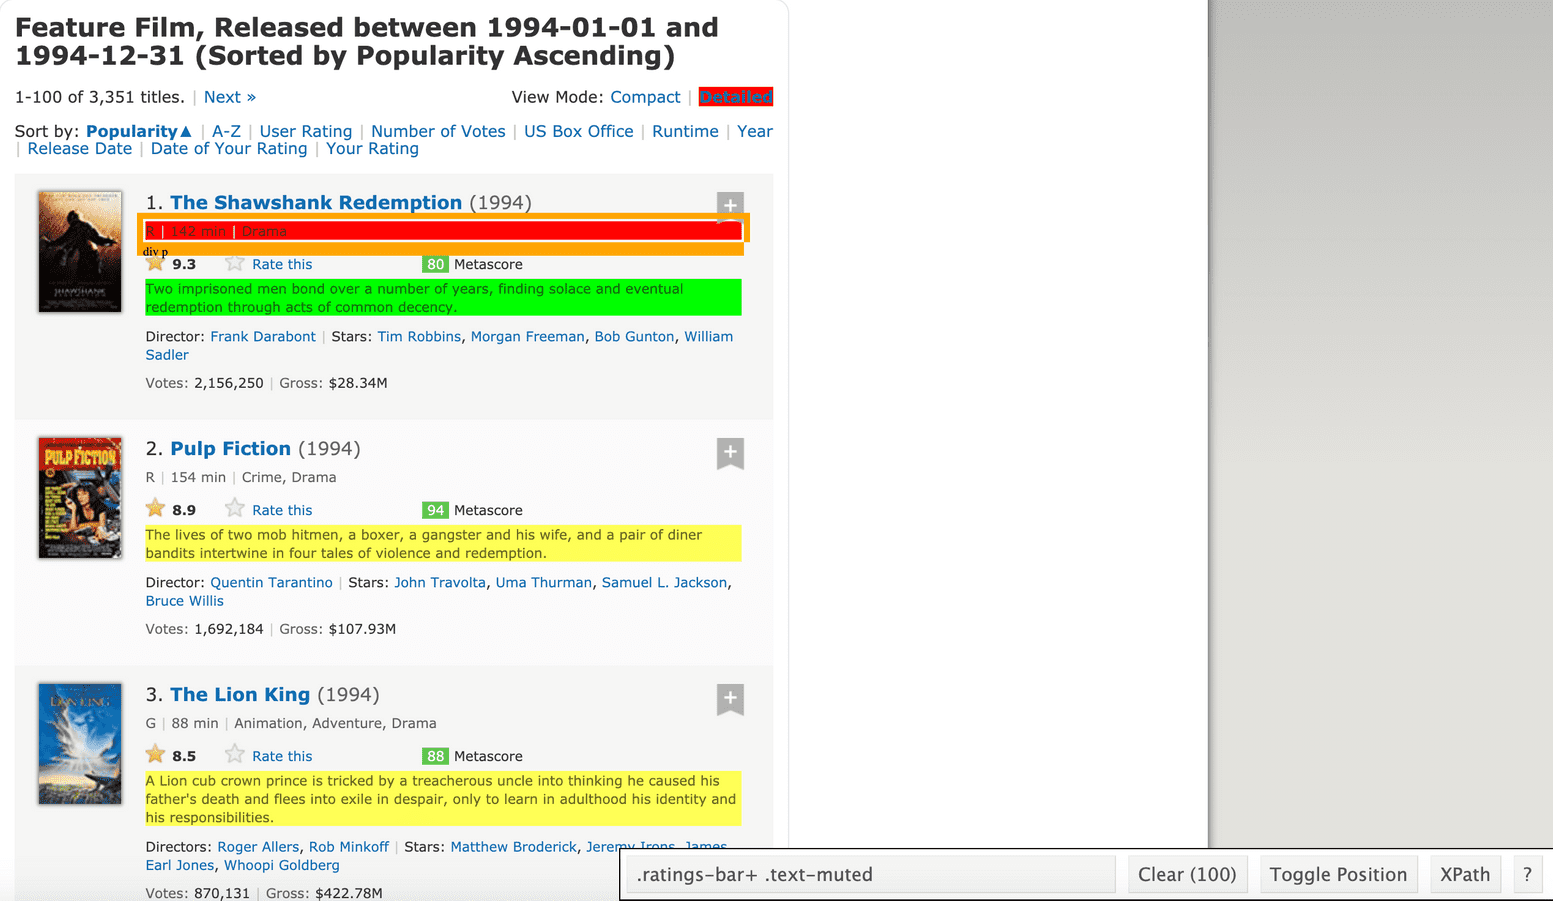 Feature Film, Released between 1994-01-01 and
1994-12-31 (Sorted by Popularity Ascending)
1-100 of 3,351 titles. | Next »
View Mode: Compact | Detailed
Sort by: Popularity▲ | A-Z | User Rating | Number of Votes | US Box Office | Runtime | Year
| Release Date | Date of Your Rating | Your Rating
1. The Shawshank Redemption (1994)
R | 142 min | Drama
div p
9.3 Rate this 80 Metascore
Two imprisoned men bond over a number of years, finding solace and eventual
redemption through acts of common decency.
Director: Frank Darabont | Stars: Tim Robbins, Morgan Freeman, Bob Gunton, William
Sadler
Votes: 2,156,250 | Gross: $28.34M
PULP FICTION
2. Pulp Fiction (1994)
R | 154 min | Crime, Drama
8.9 Rate this 94 Metascore
The lives of two mob hitmen, a boxer, a gangster and his wife, and a pair of diner
bandits intertwine in four tales of violence and redemption.
Director: Quentin Tarantino | Stars: John Travolta, Uma Thurman, Samuel L. Jackson,
Bruce Willis
Votes: 1,692,184 | Gross: $107.93M
3. The Lion King (1994)
G | 88 min | Animation, Adventure, Drama
8.5 Rate this 88 Metascore
A Lion cub crown prince is tricked by a treacherous uncle into thinking he caused his
father's death and flees into exile in despair, only to learn in adulthood his identity and
his responsibilities.
Directors: Roger Allers, Rob Minkoff | Stars: Matthew Broderick, Jeremy Irons, James
Earl Jones, Whoopi Goldberg
Votes: 870,131 | Gross: $422.78M
.ratings-bar+ .text-muted
Clear (100)
Toggle Position
XPath
?